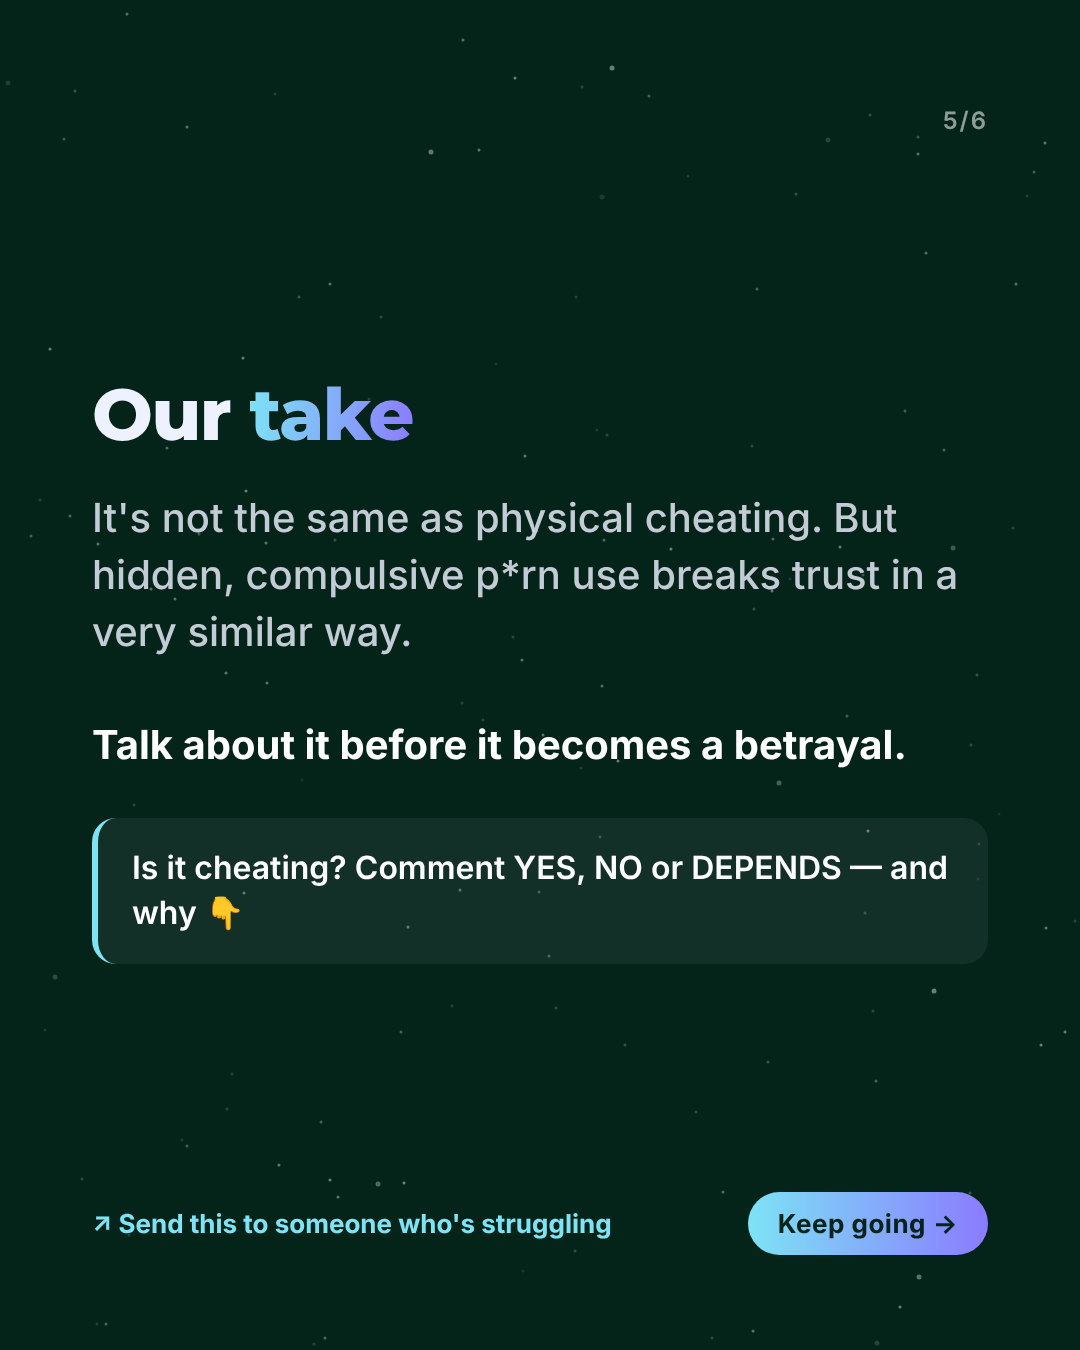 5/6
Our take
It's not the same as physical cheating. But
hidden, compulsive p*rn use breaks trust in a
very similar way.
Talk about it before it becomes a betrayal.
Is it cheating? Comment YES, NO or DEPENDS — and
why 👇
↗ Send this to someone who's struggling
Keep going →